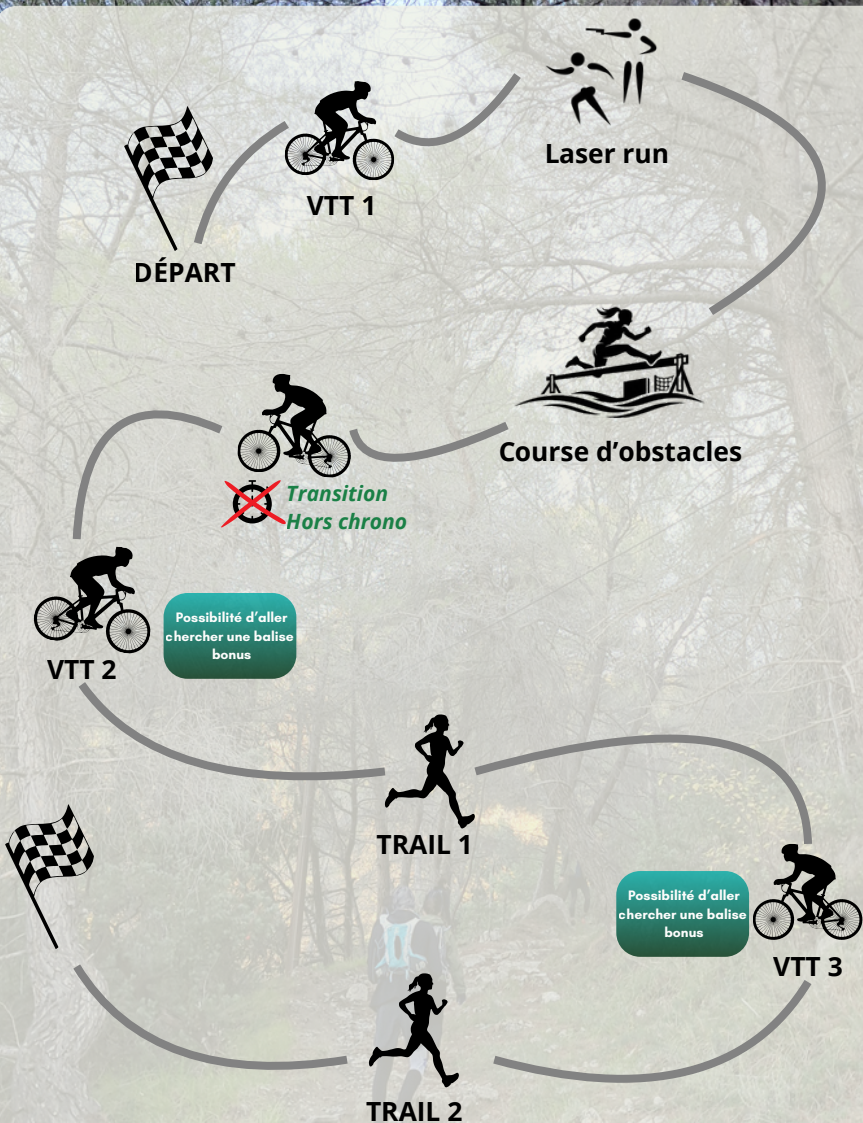 Laser run
VTT 1
DÉPART
Course d’obstacles
Transition
Hors chrono
VTT 2
Possibilité d’aller
chercher une balise
bonus
TRAIL 1
Possibilité d’aller
chercher une balise
bonus
VTT 3
TRAIL 2